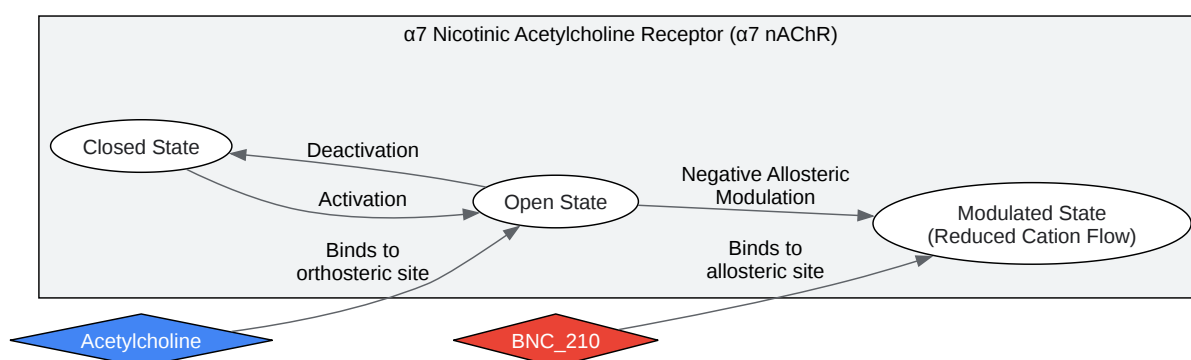 α7 Nicotinic Acetylcholine Receptor (α7 nAChR)
Closed State
Deactivation
Activation
Open State
Negative Allosteric
Modulation
Modulated State
(Reduced Cation Flow)
Binds to
orthosteric site
Binds to
allosteric site
Acetylcholine
BNC_210